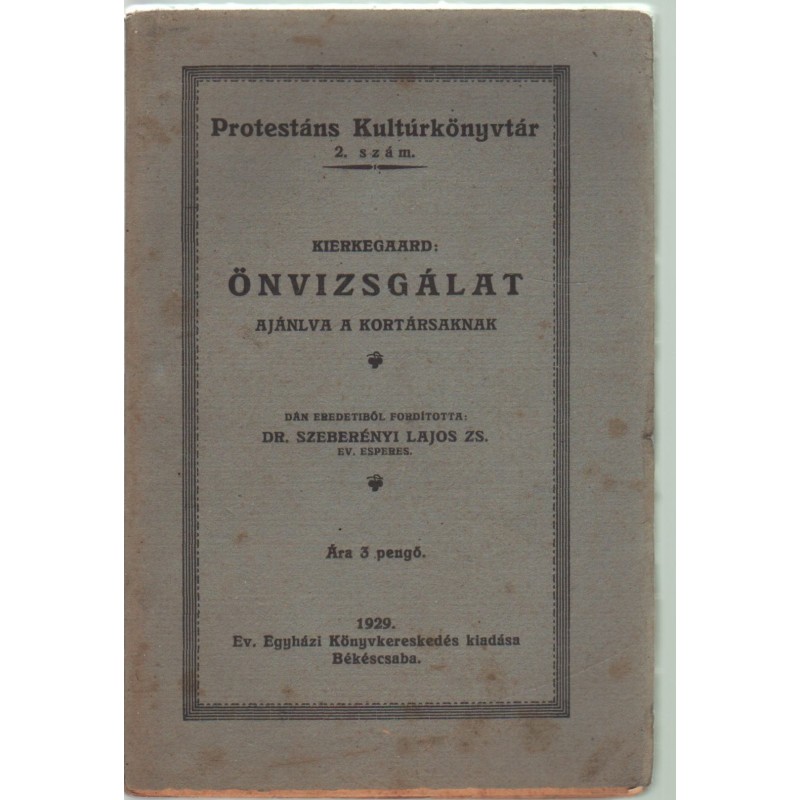 Protestáns Kultúrkönyvtár
2. szám.
KIERKEGAARD:
ÖNVIZSGÁLAT
AJÁNLVA A KORTÁRSAKNAK
DÁN EREDETIBŐL FORDÍTOTTA:
DR. SZEBERÉNYI LAJOS ZS.
EV. ESPERES.
Ára 3 pengő.
1929.
Ev. Egyházi Könyvkereskedés kiadása
Békéscsaba.